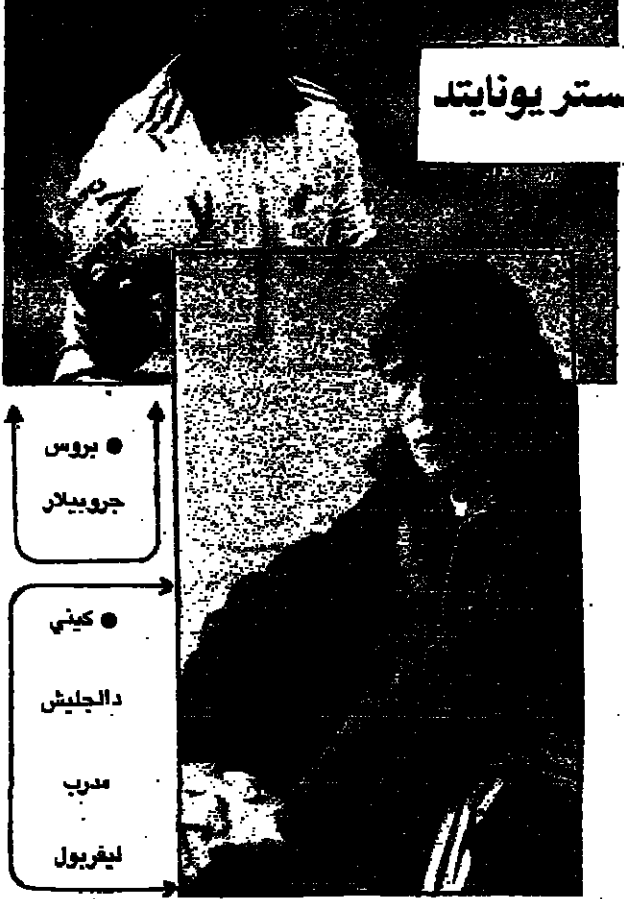 ستر يونايتد
● بروس
جروبيلار
● كيني
دالجليش
مدرب
ليفربول